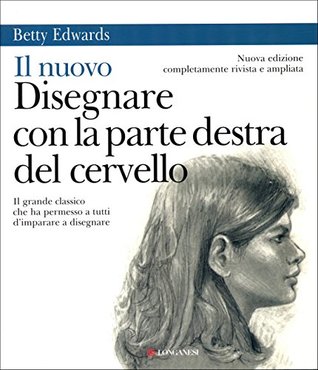 Betty Edwards
Nuova edizione
completamente rivista e ampliata
Il nuovo
Disegnare
con la parte destra
del cervello
Il grande classico
che ha permesso a tutti
d'imparare a disegnare
LONGANESI